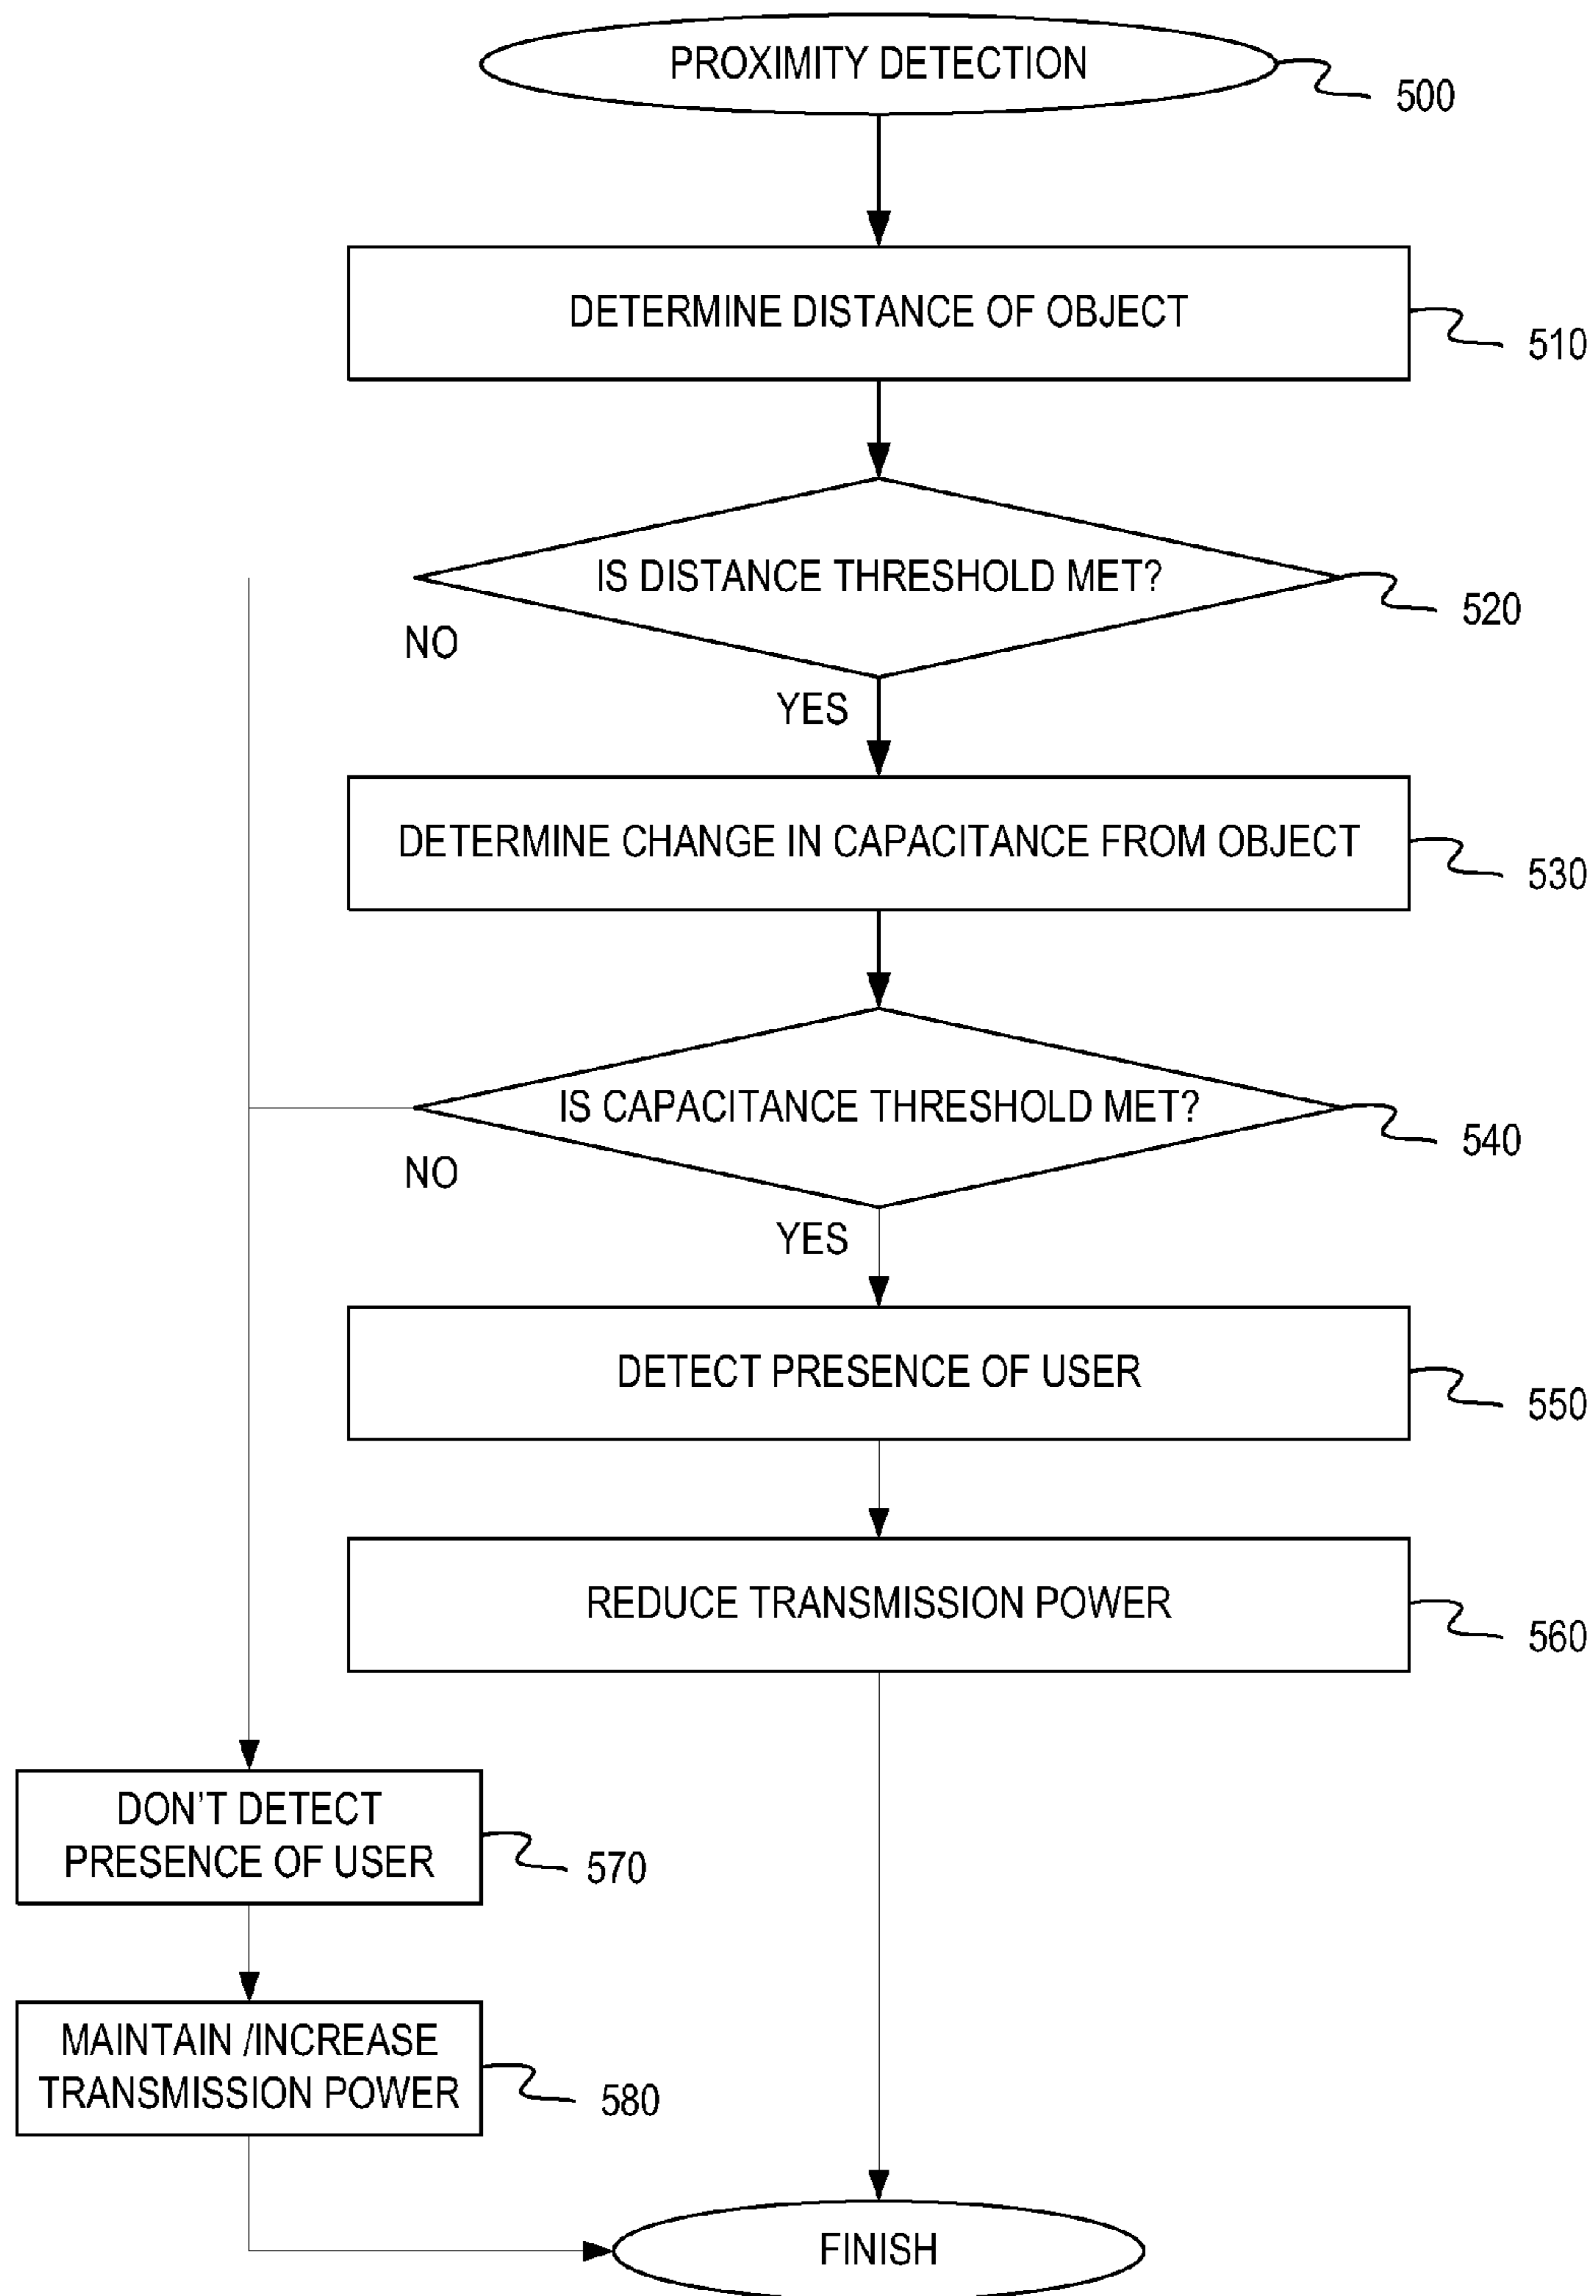 PROXIMITY DETECTION
500
DETERMINE DISTANCE OF OBJECT
510
IS DISTANCE THRESHOLD MET?
520
NO
YES
DETERMINE CHANGE IN CAPACITANCE FROM OBJECT
530
IS CAPACITANCE THRESHOLD MET?
540
NO
YES
DETECT PRESENCE OF USER
550
REDUCE TRANSMISSION POWER
560
DON'T DETECT
PRESENCE OF USER
570
MAINTAIN /INCREASE
TRANSMISSION POWER
580
FINISH